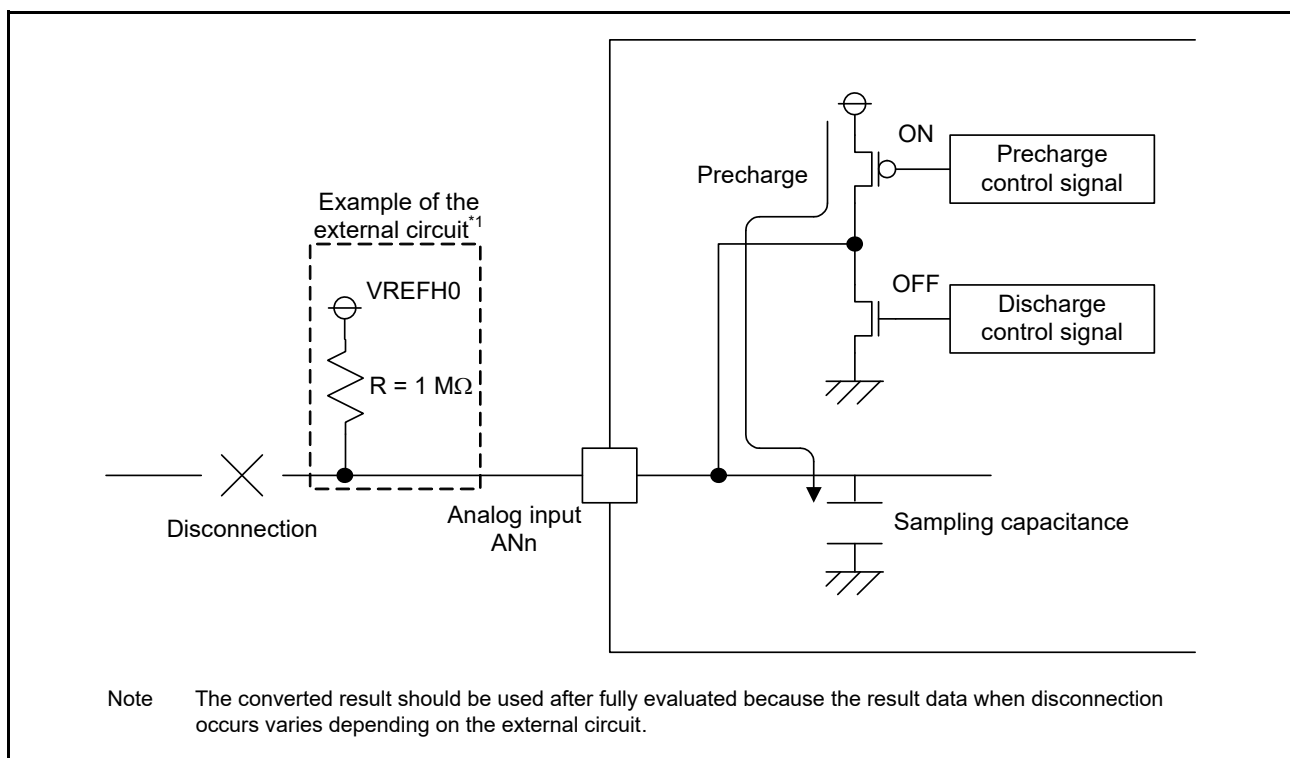 Example of the
external circuit*1
VREFH0
R = 1 MΩ
Disconnection
Analog input
ANn
Precharge
ON
Precharge
control signal
OFF
Discharge
control signal
Sampling capacitance
Note The converted result should be used after fully evaluated because the result data when disconnection
occurs varies depending on the external circuit.